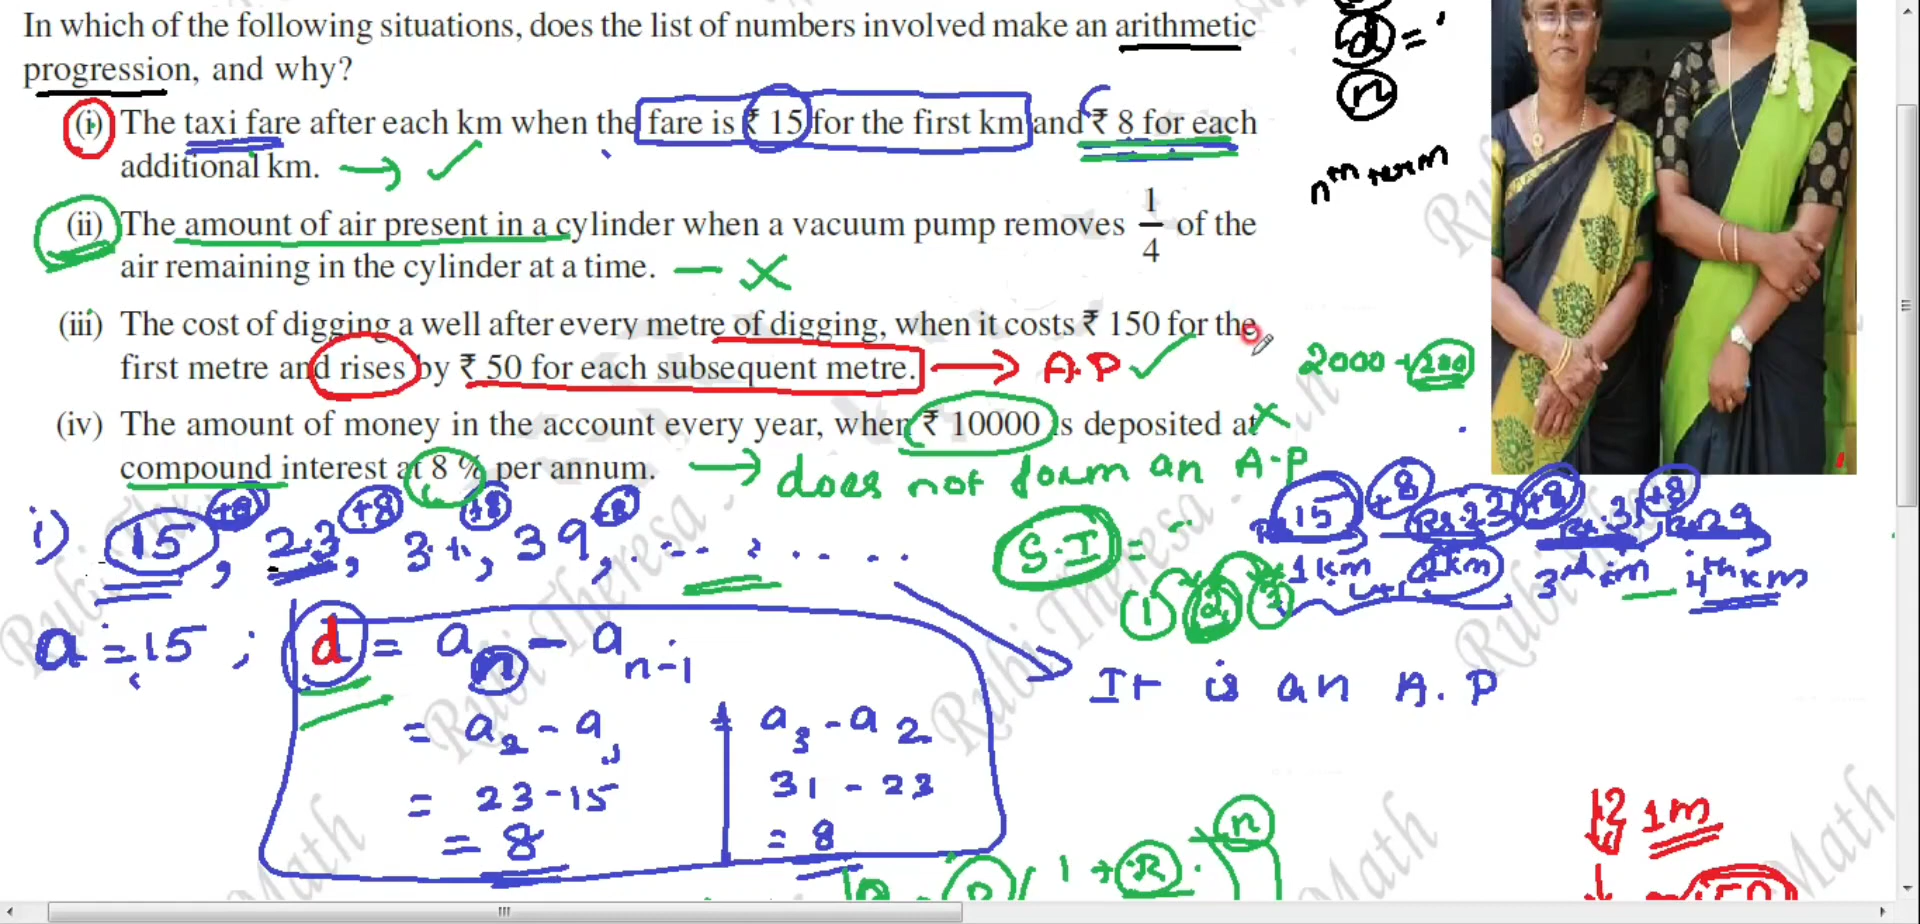 In which of the following situations, does the list of numbers involved make an arithmetic
progression, and why?
(i) The taxi fare after each km when the fare is ₹ 15 for the first km and ₹ 8 for each
additional km.
(ii) The amount of air present in a cylinder when a vacuum pump removes 1/4 of the
air remaining in the cylinder at a time.
(iii) The cost of digging a well after every metre of digging, when it costs ₹ 150 for the
first metre and rises by ₹ 50 for each subsequent metre. → A.P
(iv) The amount of money in the account every year, when ₹ 10000 is deposited at
compound interest at 8 % per annum. → does not form an A.P
d =
n
nth term
2000 + 200
i) 15, 23, 31, 39, ...
+8 +8 +8 +8
S.I =
1 2 3
15 +8 Rs.23 +8 +8
1km 2km 3rd km 4th km
a = 15 ; d = a n - a n-1
= a2 - a1
= 23 - 15
= 8
a3 - a2
31 - 23
= 8
It is an A.P
1 + R
n
1m
Rubi Theresa
Math